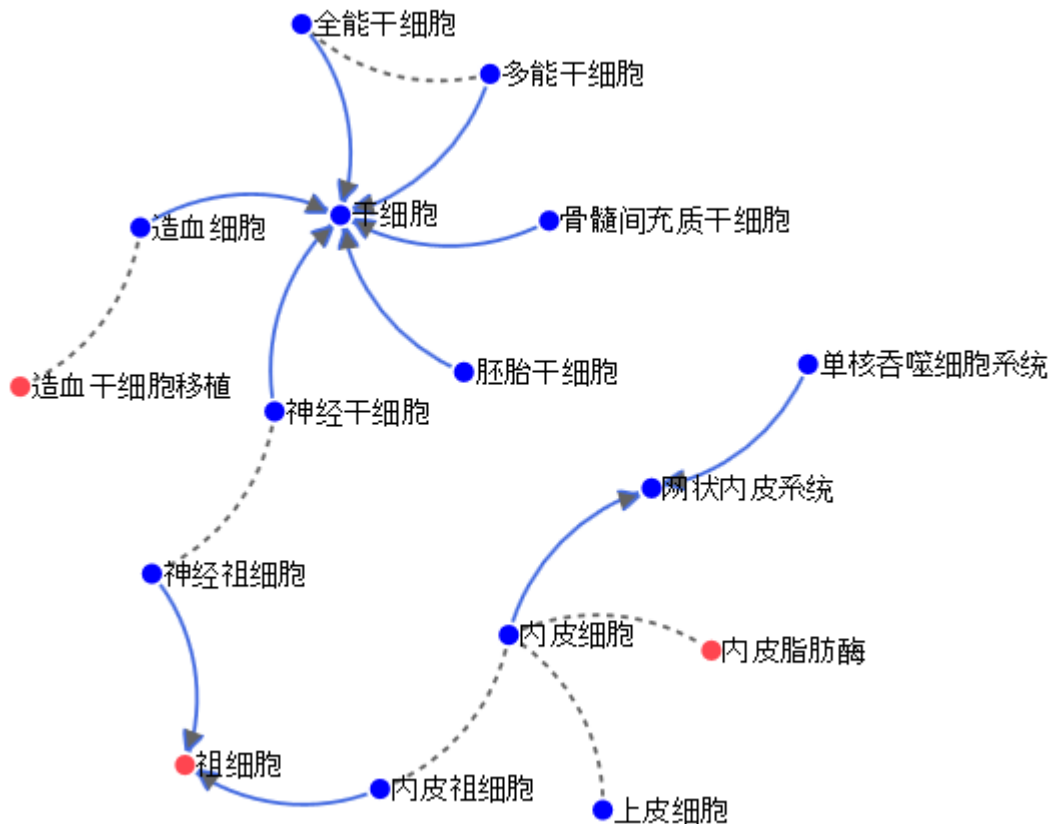 全能干细胞
多能干细胞
干细胞
造血细胞
骨髓间充质干细胞
单核吞噬细胞系统
胚胎干细胞
造血干细胞移植
神经干细胞
网状内皮系统
神经祖细胞
内皮细胞
内皮脂肪酶
祖细胞
内皮祖细胞
上皮细胞